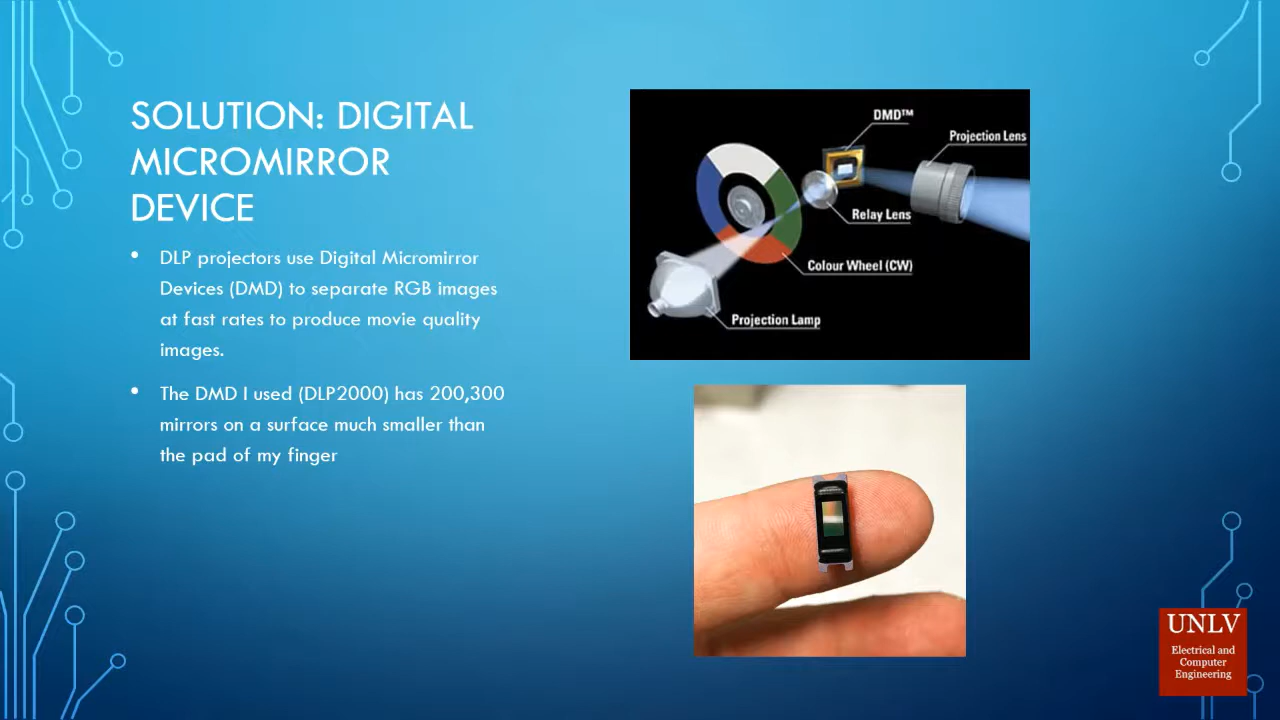 SOLUTION: DIGITAL
MICROMIRROR
DEVICE
• DLP projectors use Digital Micromirror
Devices (DMD) to separate RGB images
at fast rates to produce movie quality
images.
• The DMD I used (DLP2000) has 200,300
mirrors on a surface much smaller than
the pad of my finger
DMD™
Projection Lens
Relay Lens
Colour Wheel (CW)
Projection Lamp
UNLV
Electrical and
Computer
Engineering